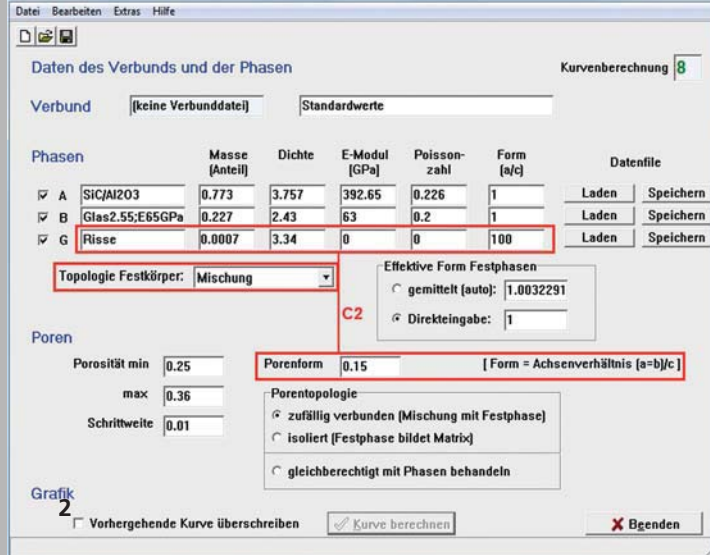 Datei Bearbeiten Extras Hilfe
Daten des Verbunds und der Phasen Kurvenberechnung 8
Verbund (keine Verbunddatei) Standardwerte
Phasen Masse (Anteil) Dichte E-Modul [GPa] Poisson-zahl Form (a/c) Datenfile
A SiC/Al2O3 0.773 3.757 392.65 0.226 1 Laden Speichern
B Glas2.55;E65GPa 0.227 2.43 63 0.2 1 Laden Speichern
G Risse 0.0007 3.34 0 0 100 Laden Speichern
Topologie Festkörper: Mischung
Effektive Form Festphasen
gemittelt (auto): 1.0032291
Direkteingabe: 1
C2
Poren
Porosität min 0.25 Porenform 0.15 [ Form = Achsenverhältnis (a=b)/c ]
max 0.36
Schrittweite 0.01
Porentopologie
zufällig verbunden (Mischung mit Festphase)
isoliert (Festphase bildet Matrix)
gleichberechtigt mit Phasen behandeln
Grafik
2
Vorhergehende Kurve überschreiben Kurve berechnen Beenden